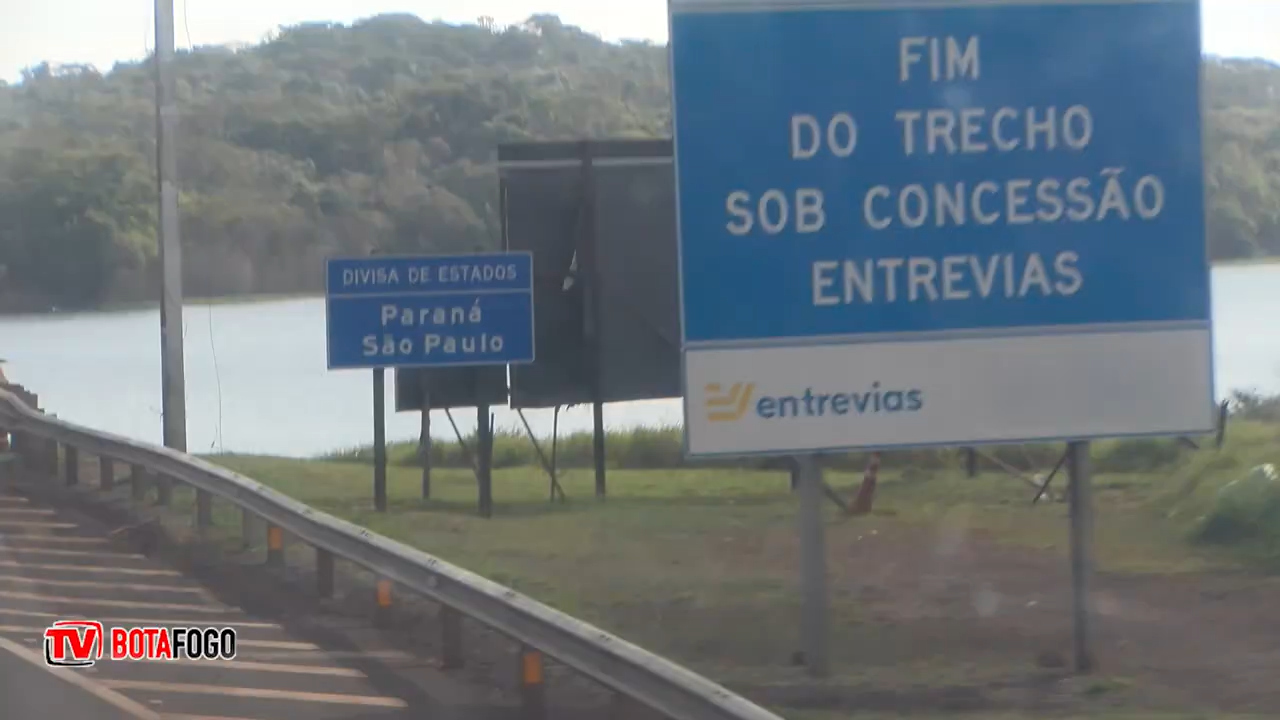 FIM
DO TRECHO
SOB CONCESSÃO
ENTREVIAS
entrevias
DIVISA DE ESTADOS
Paraná
São Paulo
TV BOTAFOGO